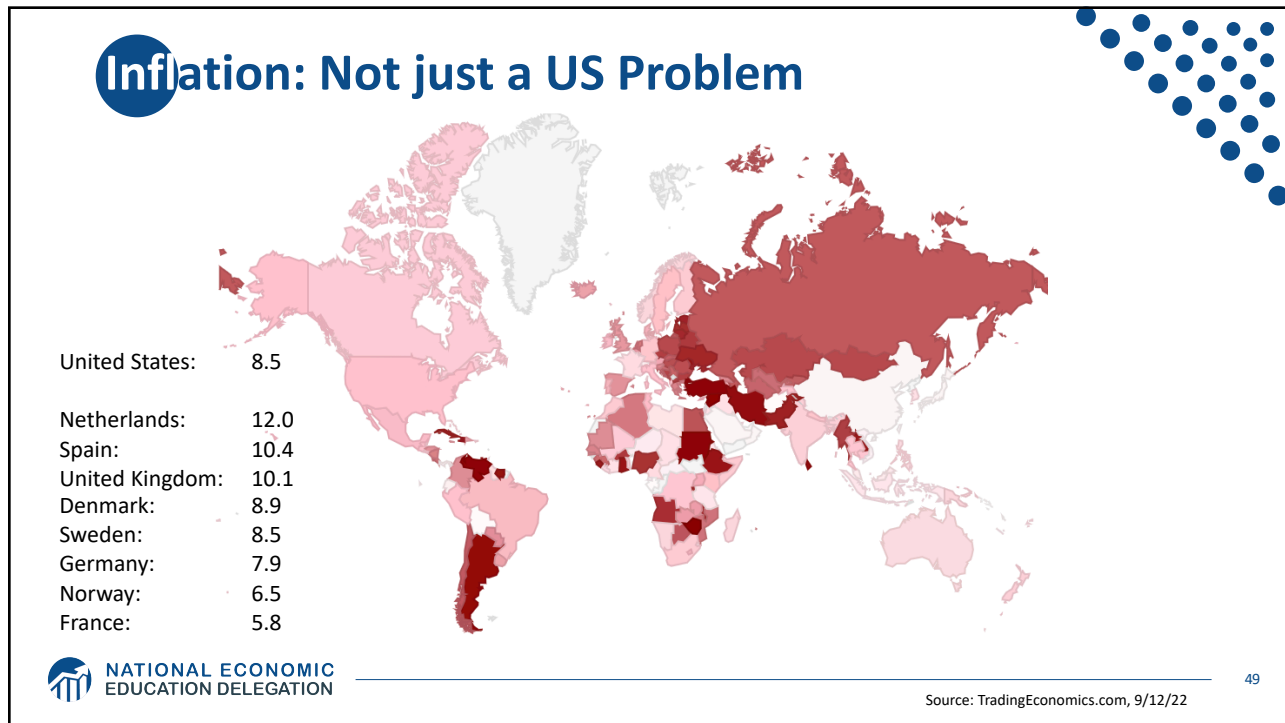 Inflation: Not just a US Problem
United States: 8.5
Netherlands: 12.0
Spain: 10.4
United Kingdom: 10.1
Denmark: 8.9
Sweden: 8.5
Germany: 7.9
Norway: 6.5
France: 5.8
NATIONAL ECONOMIC
EDUCATION DELEGATION
49
Source: TradingEconomics.com, 9/12/22